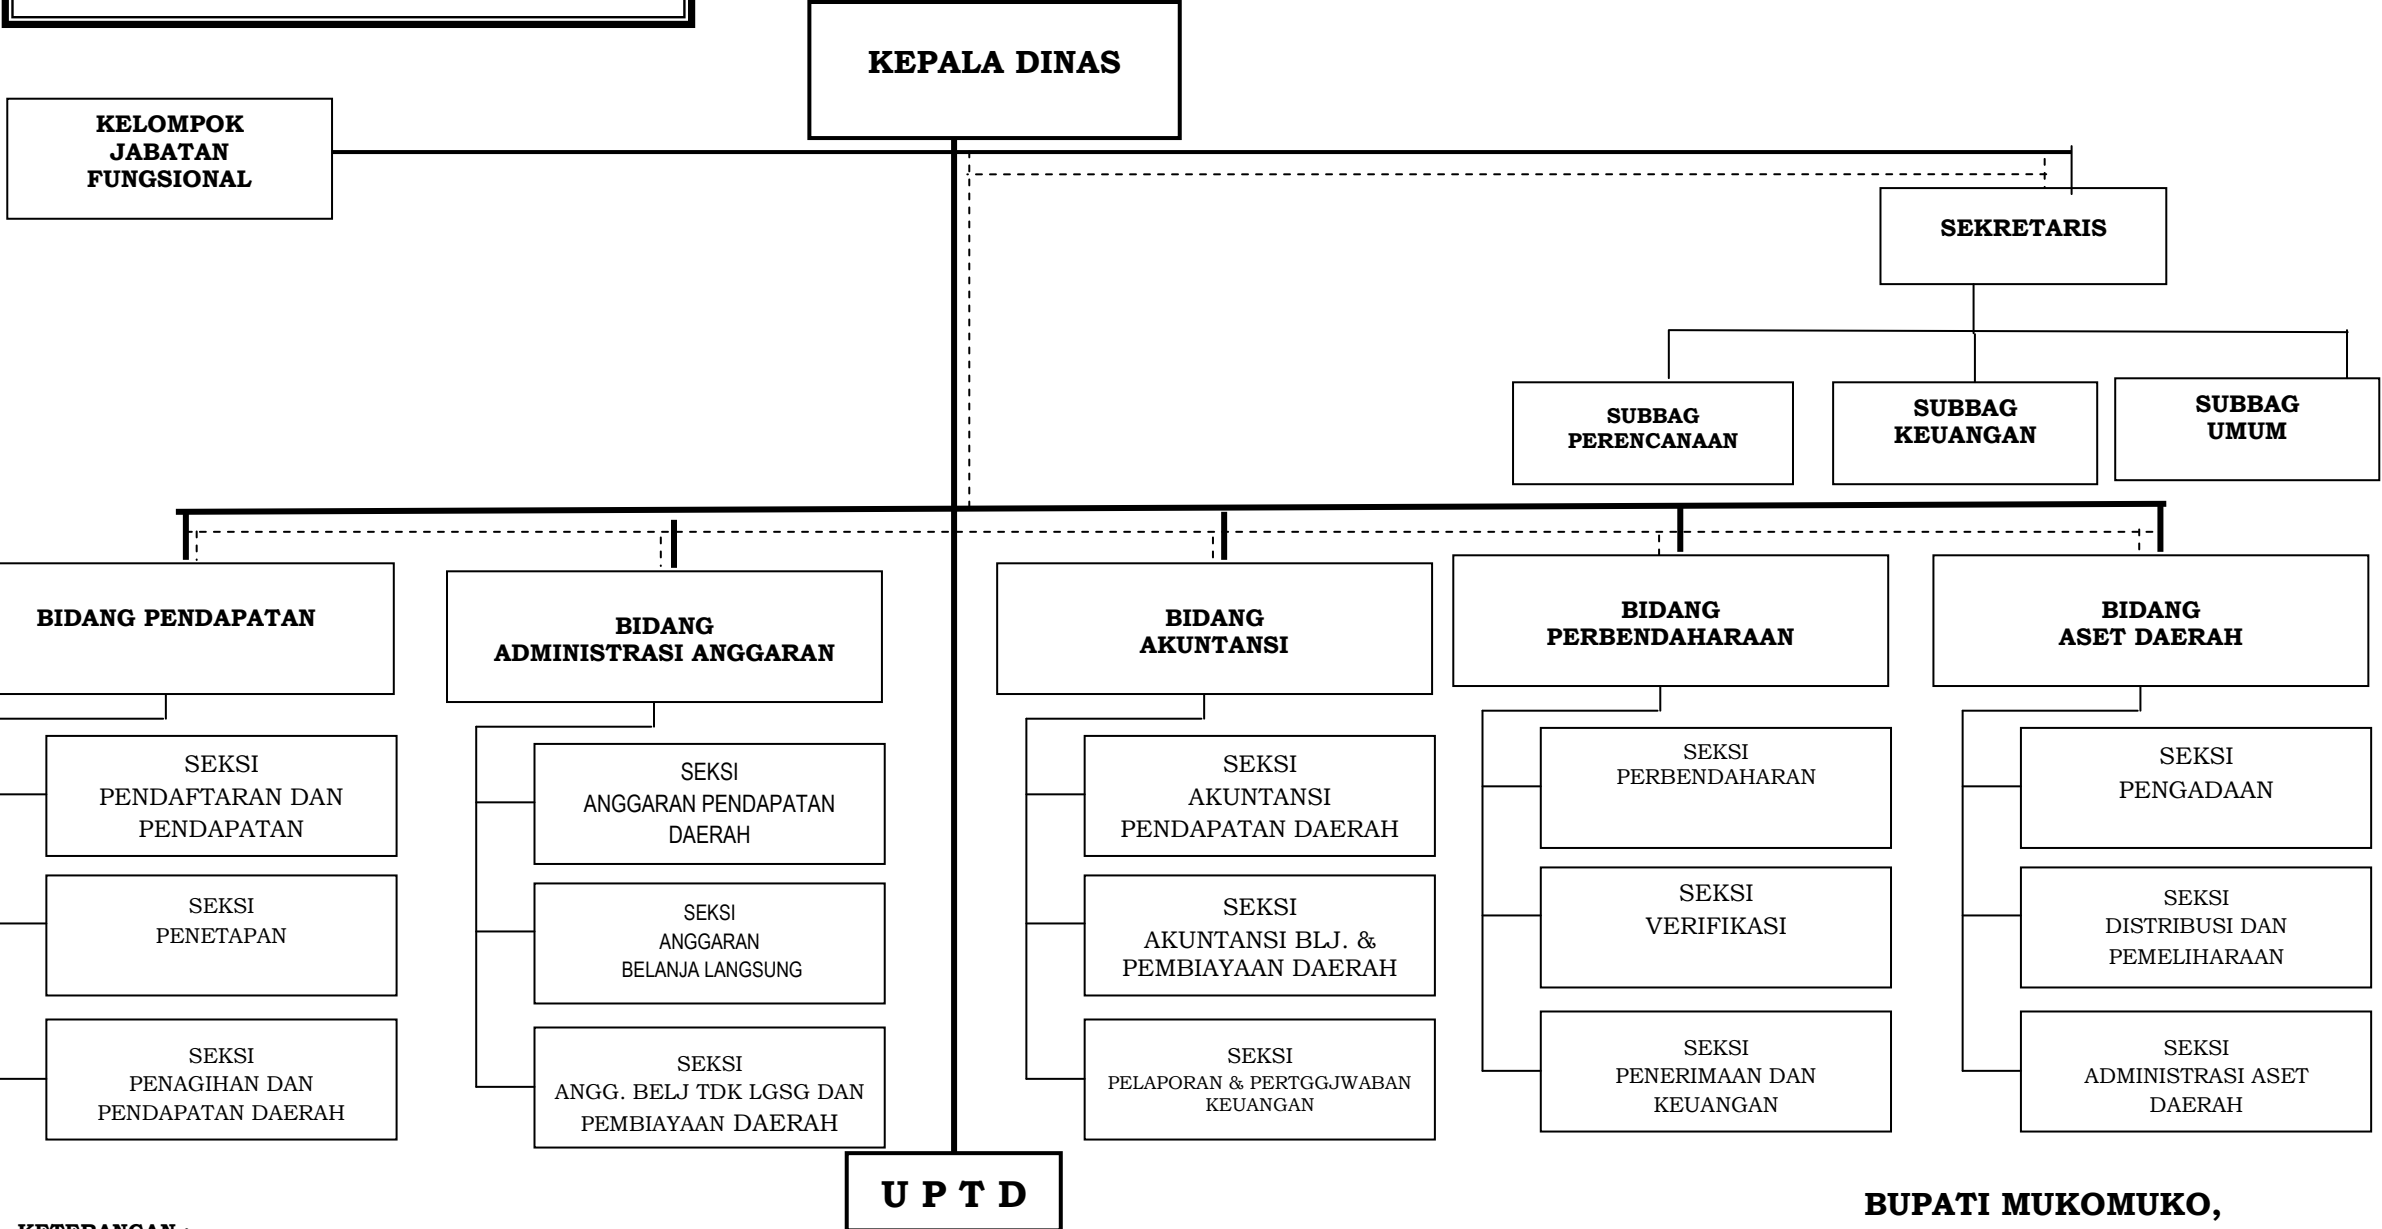 KEPALA DINAS
KELOMPOK
JABATAN
FUNGSIONAL
SEKRETARIS
SUBBAG
PERENCANAAN
SUBBAG
KEUANGAN
SUBBAG
UMUM
BIDANG PENDAPATAN
BIDANG
ADMINISTRASI ANGGARAN
BIDANG
AKUNTANSI
BIDANG
PERBENDAHARAAN
BIDANG
ASET DAERAH
SEKSI
PENDAFTARAN DAN
PENDAPATAN
SEKSI
PENETAPAN
SEKSI
PENAGIHAN DAN
PENDAPATAN DAERAH
SEKSI
ANGGARAN PENDAPATAN
DAERAH
SEKSI
ANGGARAN
BELANJA LANGSUNG
SEKSI
ANGG. BELJ TDK LGSG DAN
PEMBIAYAAN DAERAH
SEKSI
AKUNTANSI
PENDAPATAN DAERAH
SEKSI
AKUNTANSI BLJ. &
PEMBIAYAAN DAERAH
SEKSI
PELAPORAN & PERTGGJWABAN
KEUANGAN
SEKSI
PERBENDAHARAN
SEKSI
VERIFIKASI
SEKSI
PENERIMAAN DAN
KEUANGAN
SEKSI
PENGADAAN
SEKSI
DISTRIBUSI DAN
PEMELIHARAAN
SEKSI
ADMINISTRASI ASET
DAERAH
U P T D
BUPATI MUKOMUKO,
KETERANGAN :